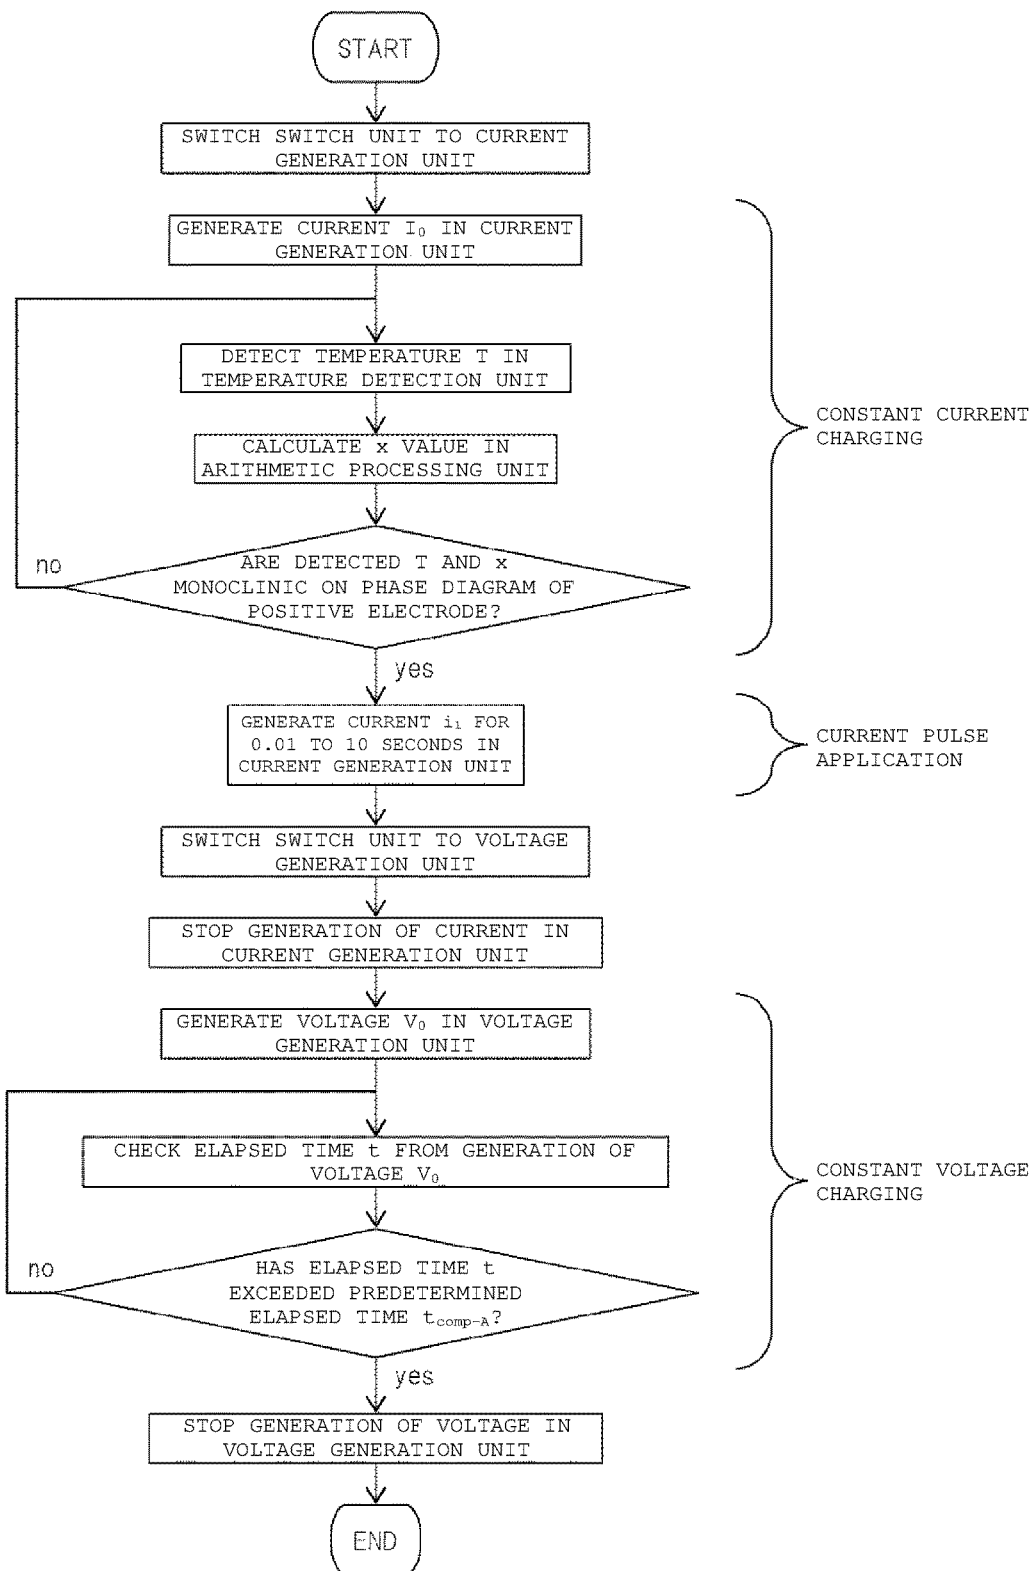 START
SWITCH SWITCH UNIT TO CURRENT
GENERATION UNIT
GENERATE CURRENT I₀ IN CURRENT
GENERATION UNIT
DETECT TEMPERATURE T IN
TEMPERATURE DETECTION UNIT
CALCULATE x VALUE IN
ARITHMETIC PROCESSING UNIT
CONSTANT CURRENT
CHARGING
no
ARE DETECTED T AND x
MONOCLINIC ON PHASE DIAGRAM OF
POSITIVE ELECTRODE?
yes
GENERATE CURRENT i₁ FOR
0.01 TO 10 SECONDS IN
CURRENT GENERATION UNIT
CURRENT PULSE
APPLICATION
SWITCH SWITCH UNIT TO VOLTAGE
GENERATION UNIT
STOP GENERATION OF CURRENT IN
CURRENT GENERATION UNIT
GENERATE VOLTAGE V₀ IN VOLTAGE
GENERATION UNIT
CHECK ELAPSED TIME t FROM GENERATION OF
VOLTAGE V₀
CONSTANT VOLTAGE
CHARGING
no
HAS ELAPSED TIME t
EXCEEDED PREDETERMINED
ELAPSED TIME t_comp-A?
yes
STOP GENERATION OF VOLTAGE IN
VOLTAGE GENERATION UNIT
END